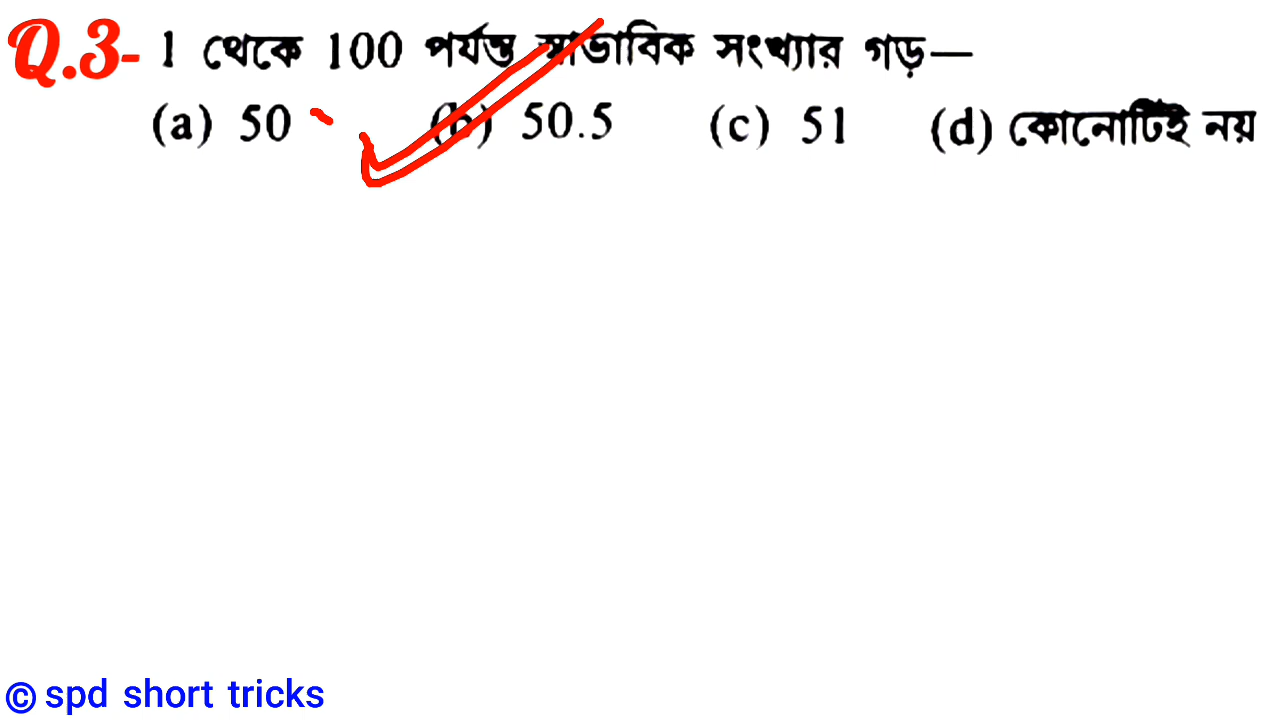 Q.3- 1 থেকে 100 পর্যন্ত স্বাভাবিক সংখ্যার গড়—
(a) 50 (b) 50.5 (c) 51 (d) কোনোটিই নয়
© spd short tricks